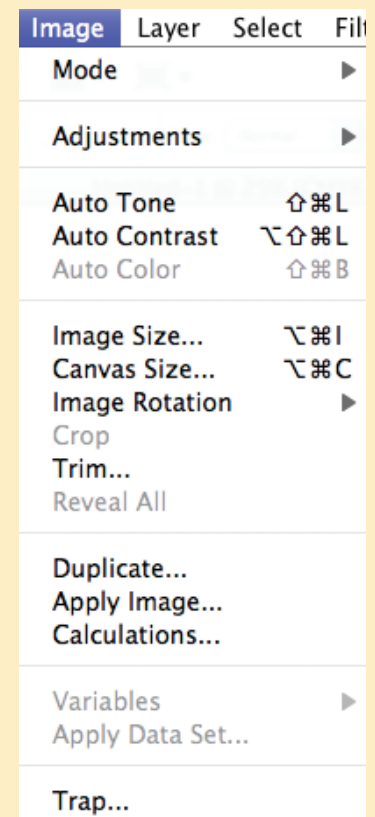 Image Layer Select Filt
Mode ▶
Adjustments ▶
Auto Tone ⇧⌘L
Auto Contrast ⌥⇧⌘L
Auto Color ⇧⌘B
Image Size... ⌥⌘I
Canvas Size... ⌥⌘C
Image Rotation ▶
Crop
Trim...
Reveal All
Duplicate...
Apply Image...
Calculations...
Variables ▶
Apply Data Set...
Trap...